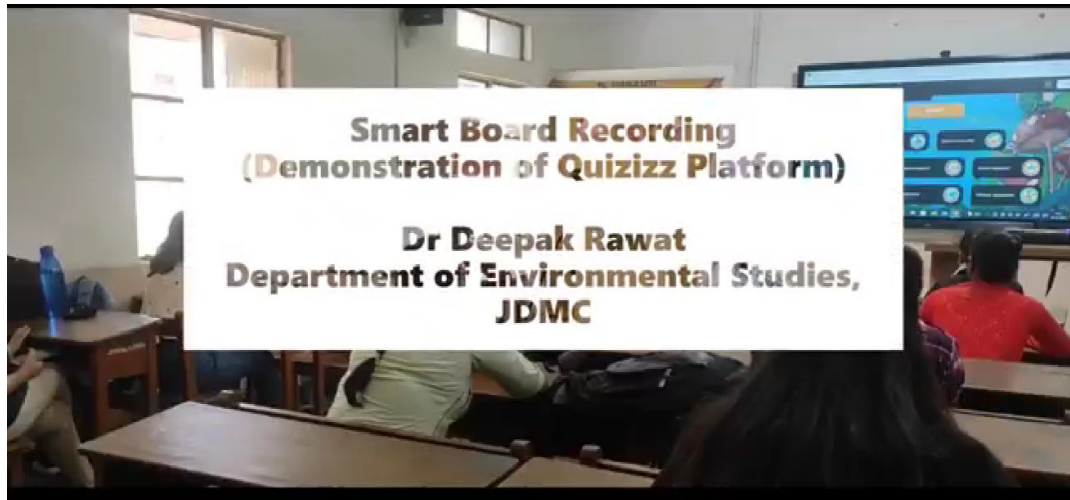 Smart Board Recording
(Demonstration of Quizizz Platform)
Dr Deepak Rawat
Department of Environmental Studies,
JDMC